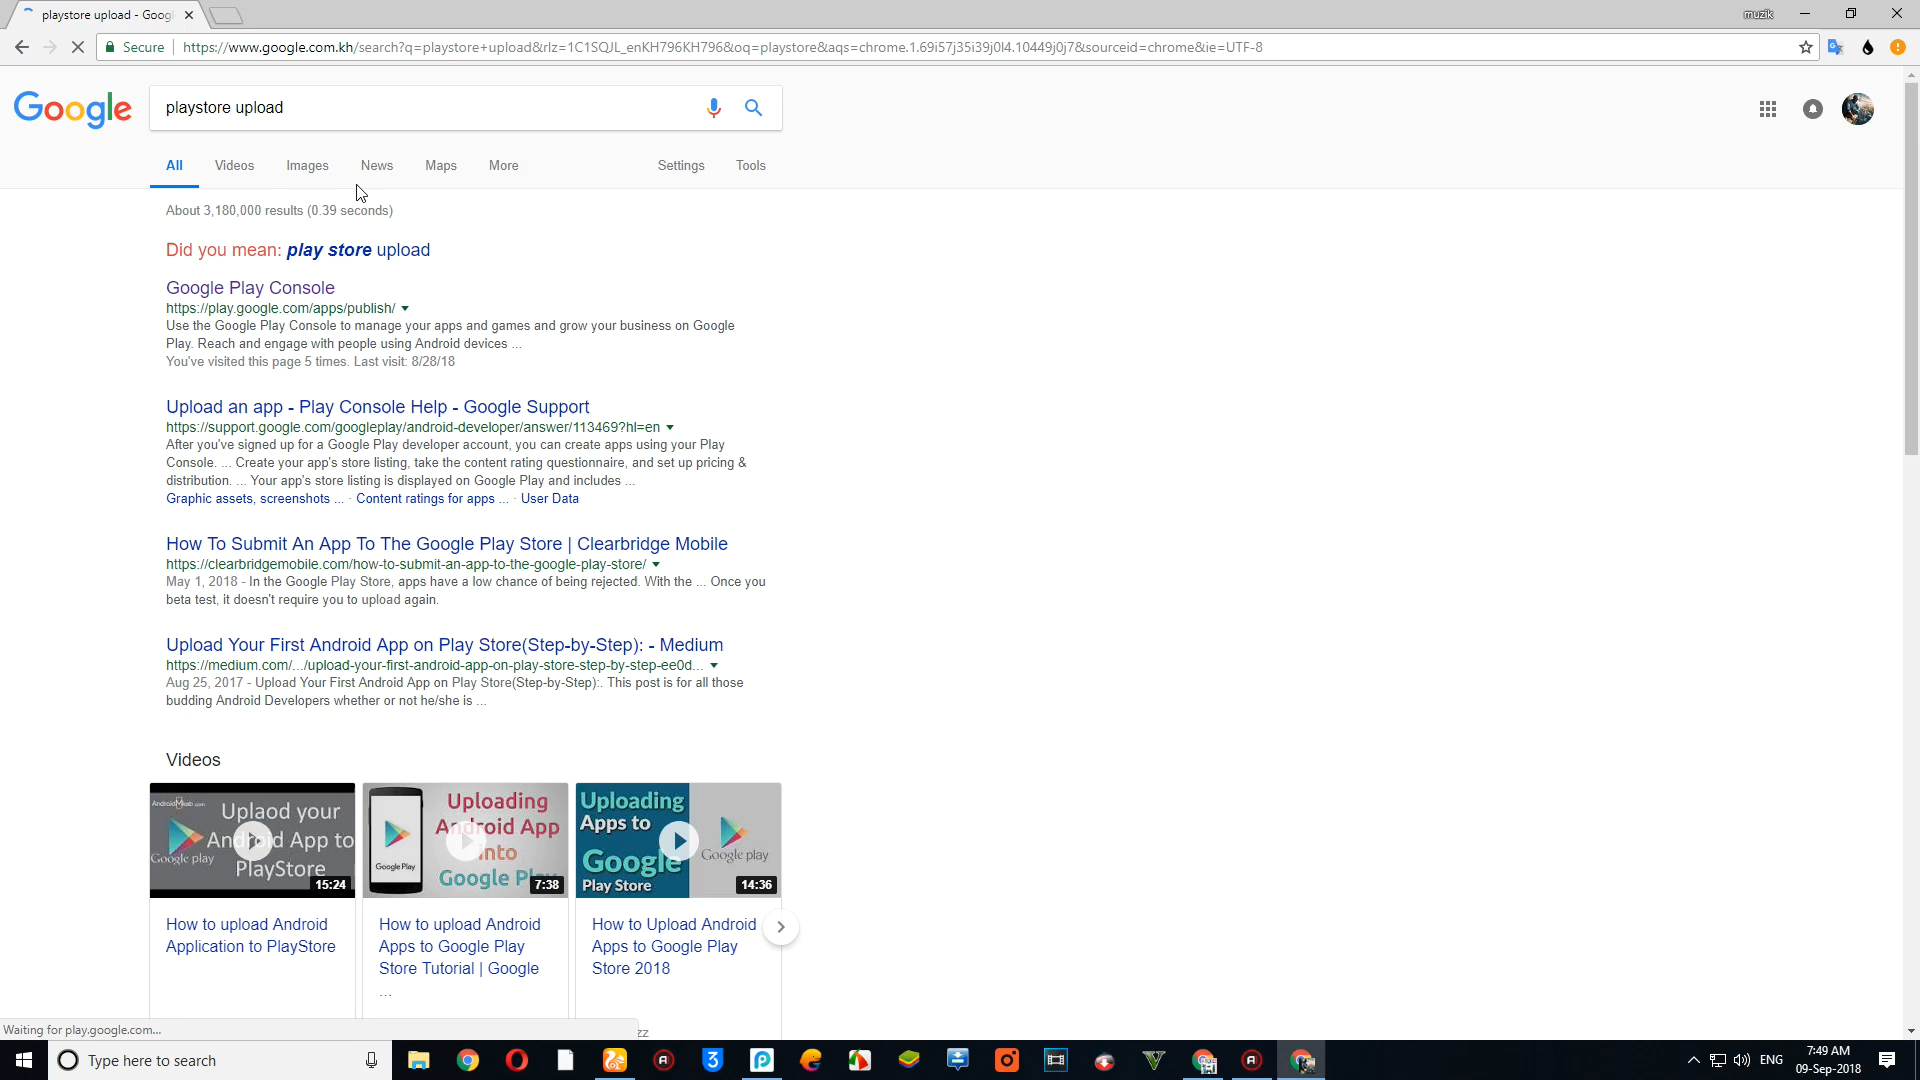 playstore upload - Goog
muzik
Secure
https://www.google.com.kh/search?q=playstore+upload&rlz=1C1SQJL_enKH796KH796&oq=playstore&aqs=chrome.1.69i57j35i39j0l4.10449j0j7&sourceid=chrome&ie=UTF-8
Google
playstore upload
All Videos Images News Maps More Settings Tools
About 3,180,000 results (0.39 seconds)
Did you mean: play store upload
Google Play Console
https://play.google.com/apps/publish/
Use the Google Play Console to manage your apps and games and grow your business on Google
Play. Reach and engage with people using Android devices ...
You've visited this page 5 times. Last visit: 8/28/18
Upload an app - Play Console Help - Google Support
https://support.google.com/googleplay/android-developer/answer/113469?hl=en
After you've signed up for a Google Play developer account, you can create apps using your Play
Console. ... Create your app's store listing, take the content rating questionnaire, and set up pricing &
distribution. ... Your app's store listing is displayed on Google Play and includes ...
Graphic assets, screenshots ... · Content ratings for apps ... · User Data
How To Submit An App To The Google Play Store | Clearbridge Mobile
https://clearbridgemobile.com/how-to-submit-an-app-to-the-google-play-store/
May 1, 2018 - In the Google Play Store, apps have a low chance of being rejected. With the ... Once you
beta test, it doesn't require you to upload again.
Upload Your First Android App on Play Store(Step-by-Step): - Medium
https://medium.com/.../upload-your-first-android-app-on-play-store-step-by-step-ee0d...
Aug 25, 2017 - Upload Your First Android App on Play Store(Step-by-Step):. This post is for all those
budding Android Developers whether or not he/she is ...
Videos
Uplaod your
Android App to
PlayStore
Google play
15:24
Uploading
Android App
into
Google Pl
Google Play
7:38
Uploading
Apps to
Google
Play Store
Google play
14:36
How to upload Android
Application to PlayStore
How to upload Android
Apps to Google Play
Store Tutorial | Google
...
How to Upload Android
Apps to Google Play
Store 2018
Waiting for play.google.com...
zz
Type here to search
ENG
7:49 AM
09-Sep-2018